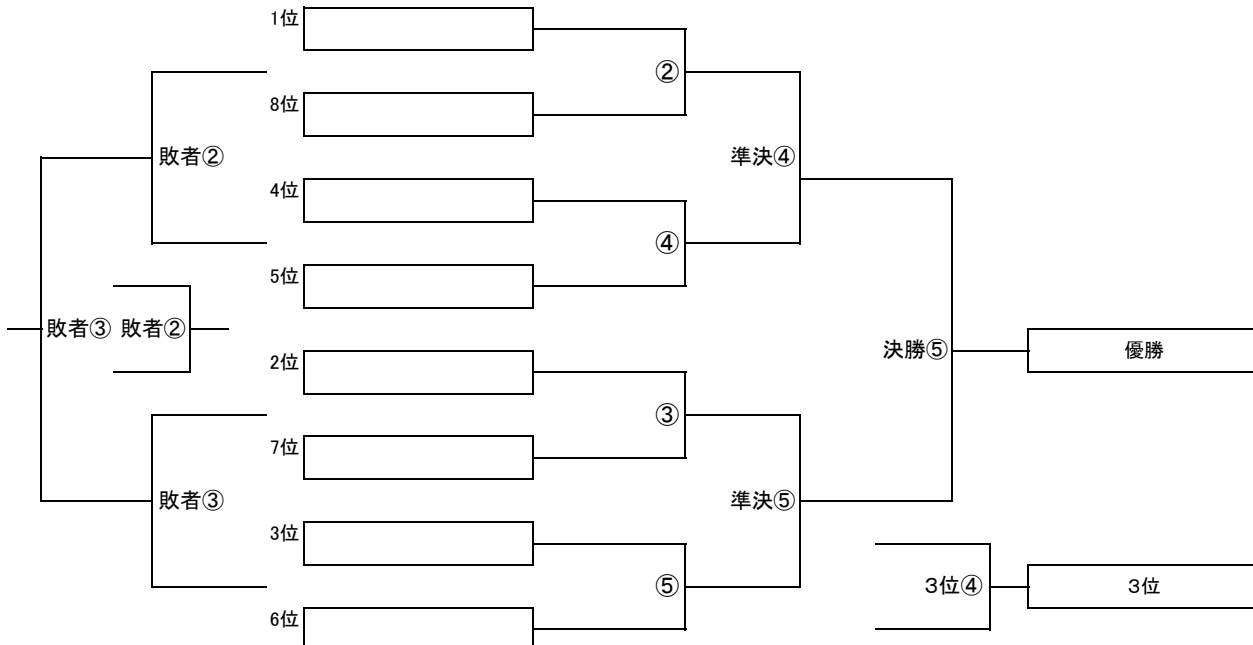 1位
②
8位
敗者②
準決④
4位
④
5位
敗者③ 敗者②
決勝⑤
優勝
2位
③
7位
敗者③
準決⑤
3位
⑤
3位④
3位
6位